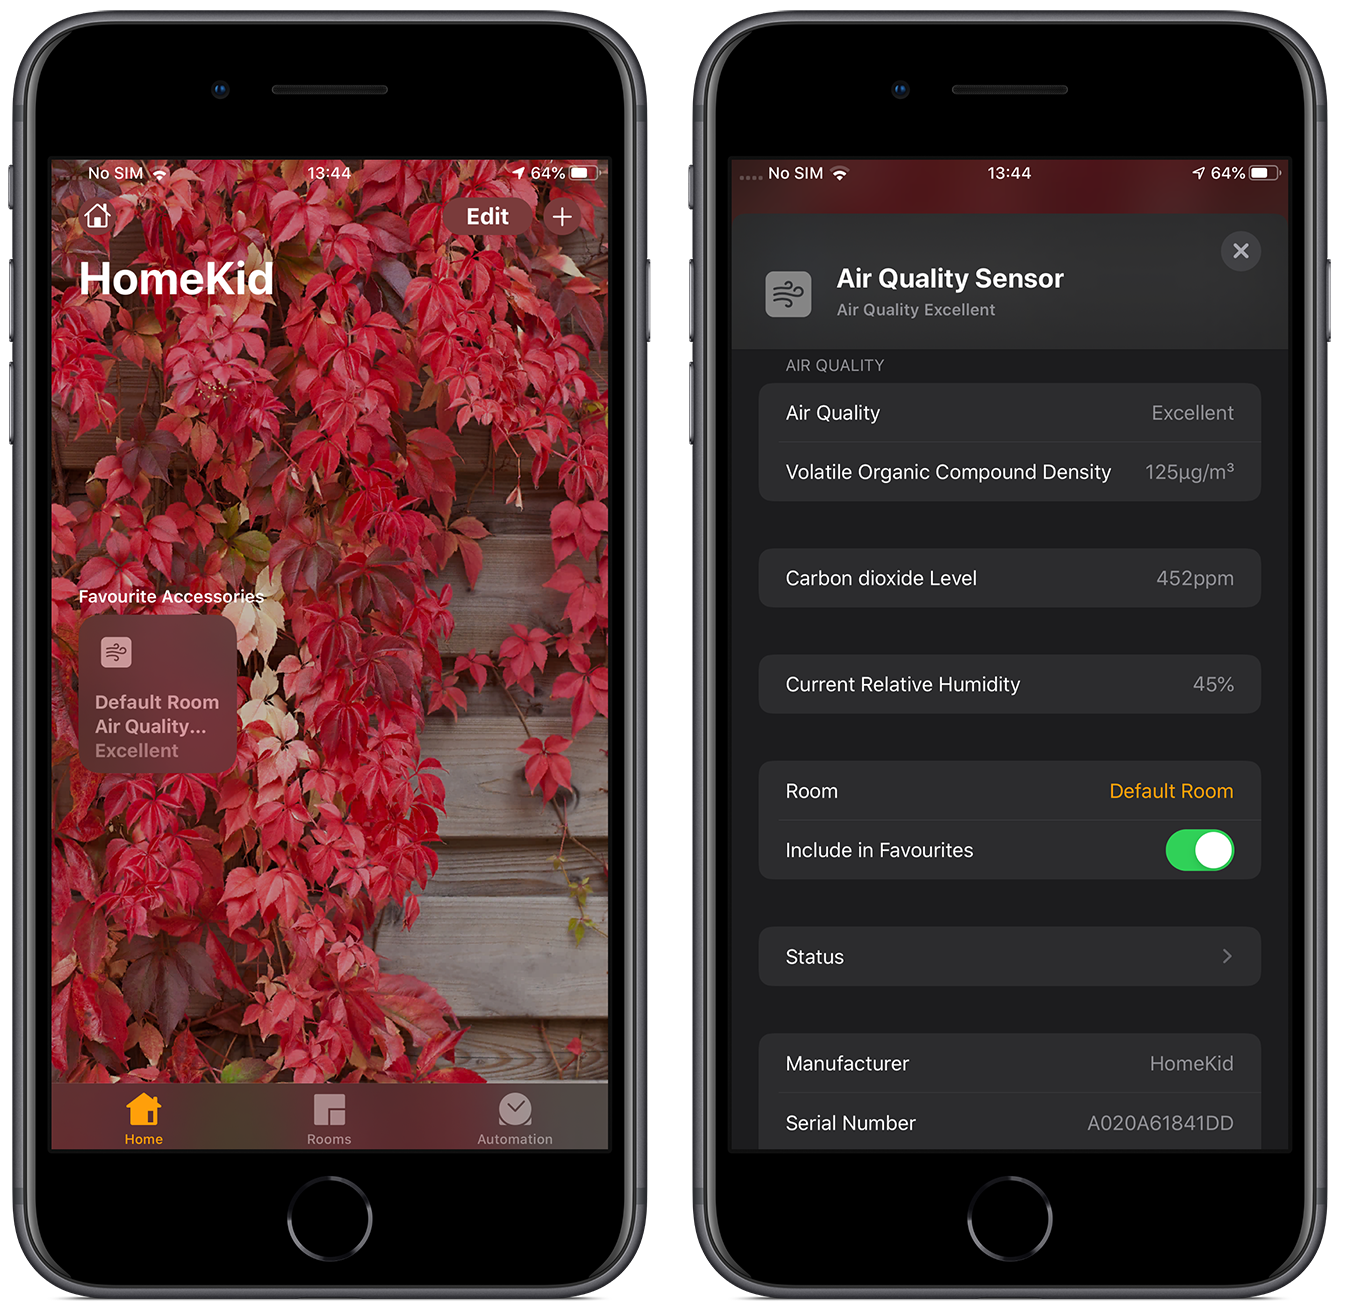 No SIM 13:44 64%
Edit +
HomeKid
Favourite Accessories
Default Room
Air Quality...
Excellent
Home Rooms Automation
No SIM 13:44 64%
Air Quality Sensor
Air Quality Excellent
AIR QUALITY
Air Quality Excellent
Volatile Organic Compound Density 125µg/m³
Carbon dioxide Level 452ppm
Current Relative Humidity 45%
Room Default Room
Include in Favourites
Status
Manufacturer HomeKid
Serial Number A020A61841DD